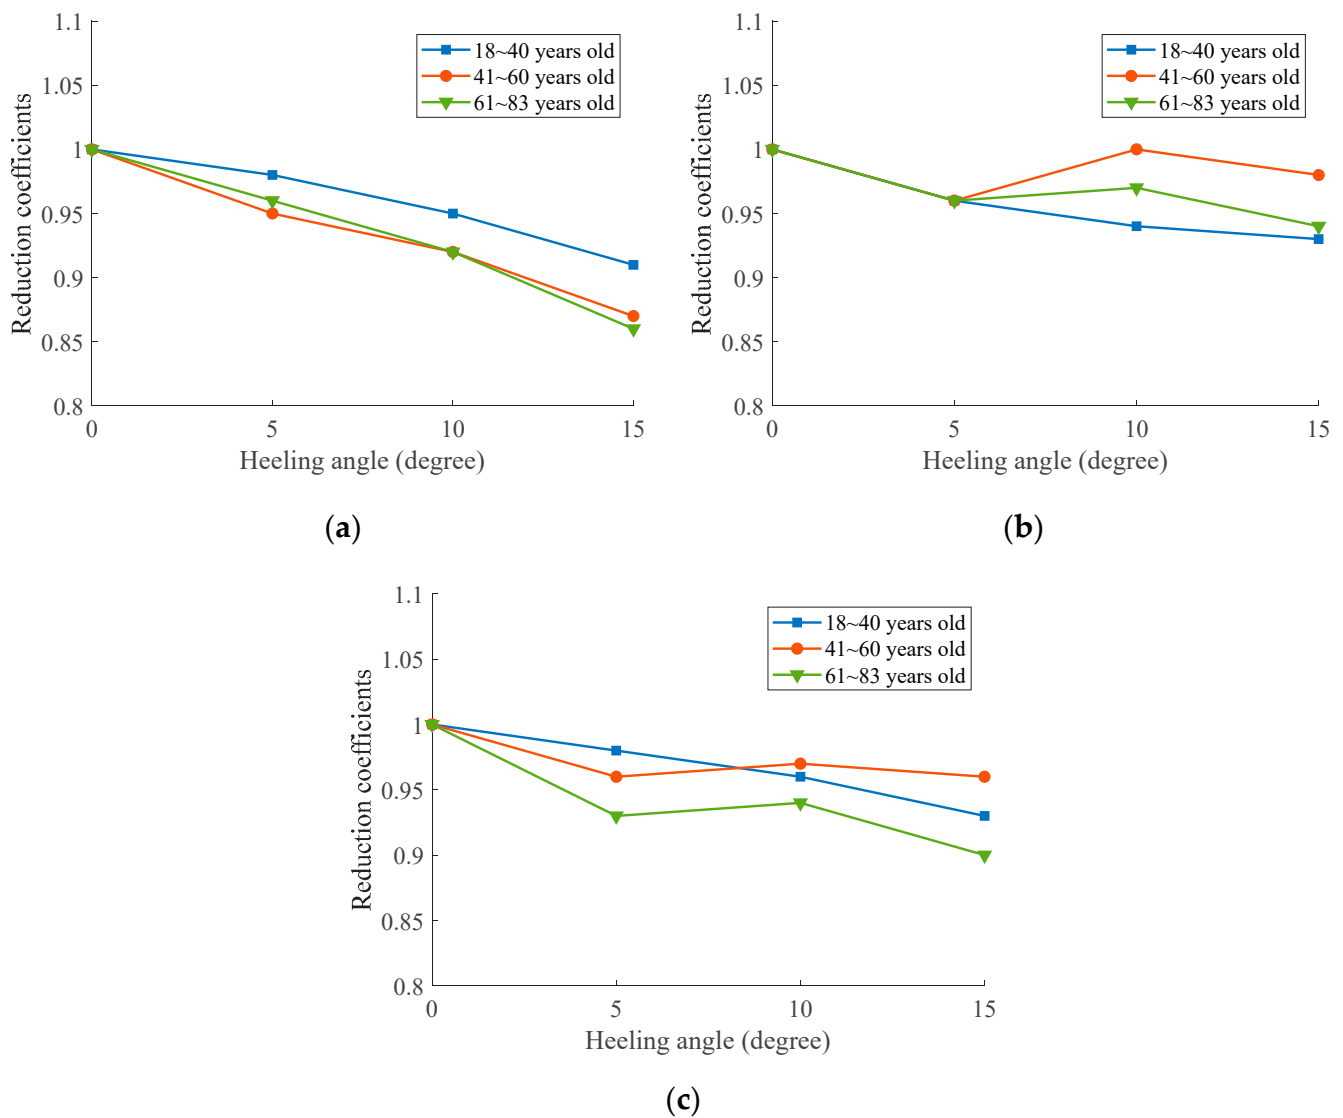 1.1
1.05
1
0.95
0.9
0.85
0.8
Reduction coefficients
18~40 years old
41~60 years old
61~83 years old
0 5 10 15
Heeling angle (degree)
(a)
1.1
1.05
1
0.95
0.9
0.85
0.8
Reduction coefficients
18~40 years old
41~60 years old
61~83 years old
0 5 10 15
Heeling angle (degree)
(b)
1.1
1.05
1
0.95
0.9
0.85
0.8
Reduction coefficients
18~40 years old
41~60 years old
61~83 years old
0 5 10 15
Heeling angle (degree)
(c)